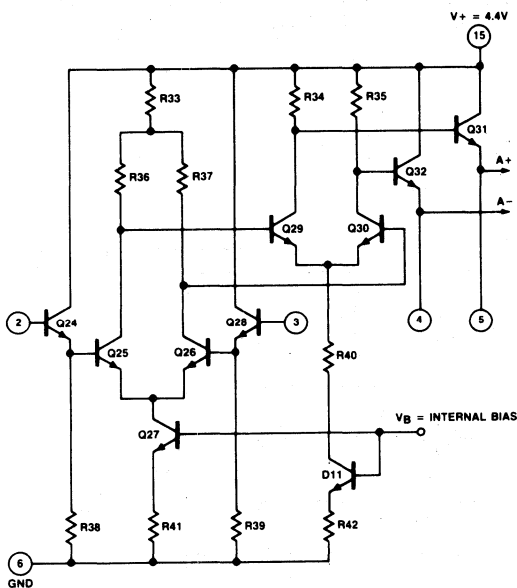 V+ = 4.4V
15
R33
R34
R35
Q31
A+
Q32
A-
R36
R37
Q29
Q30
2
Q24
Q28
3
4
5
Q25
Q26
R40
VB = INTERNAL BIAS
Q27
D11
R38
R41
R39
R42
6
GND